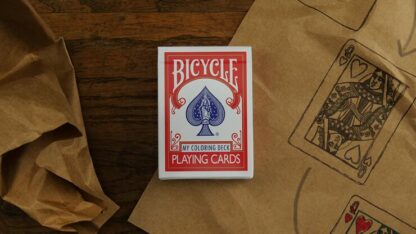 BICYCLE
®
MY COLORING DECK
PLAYING CARDS